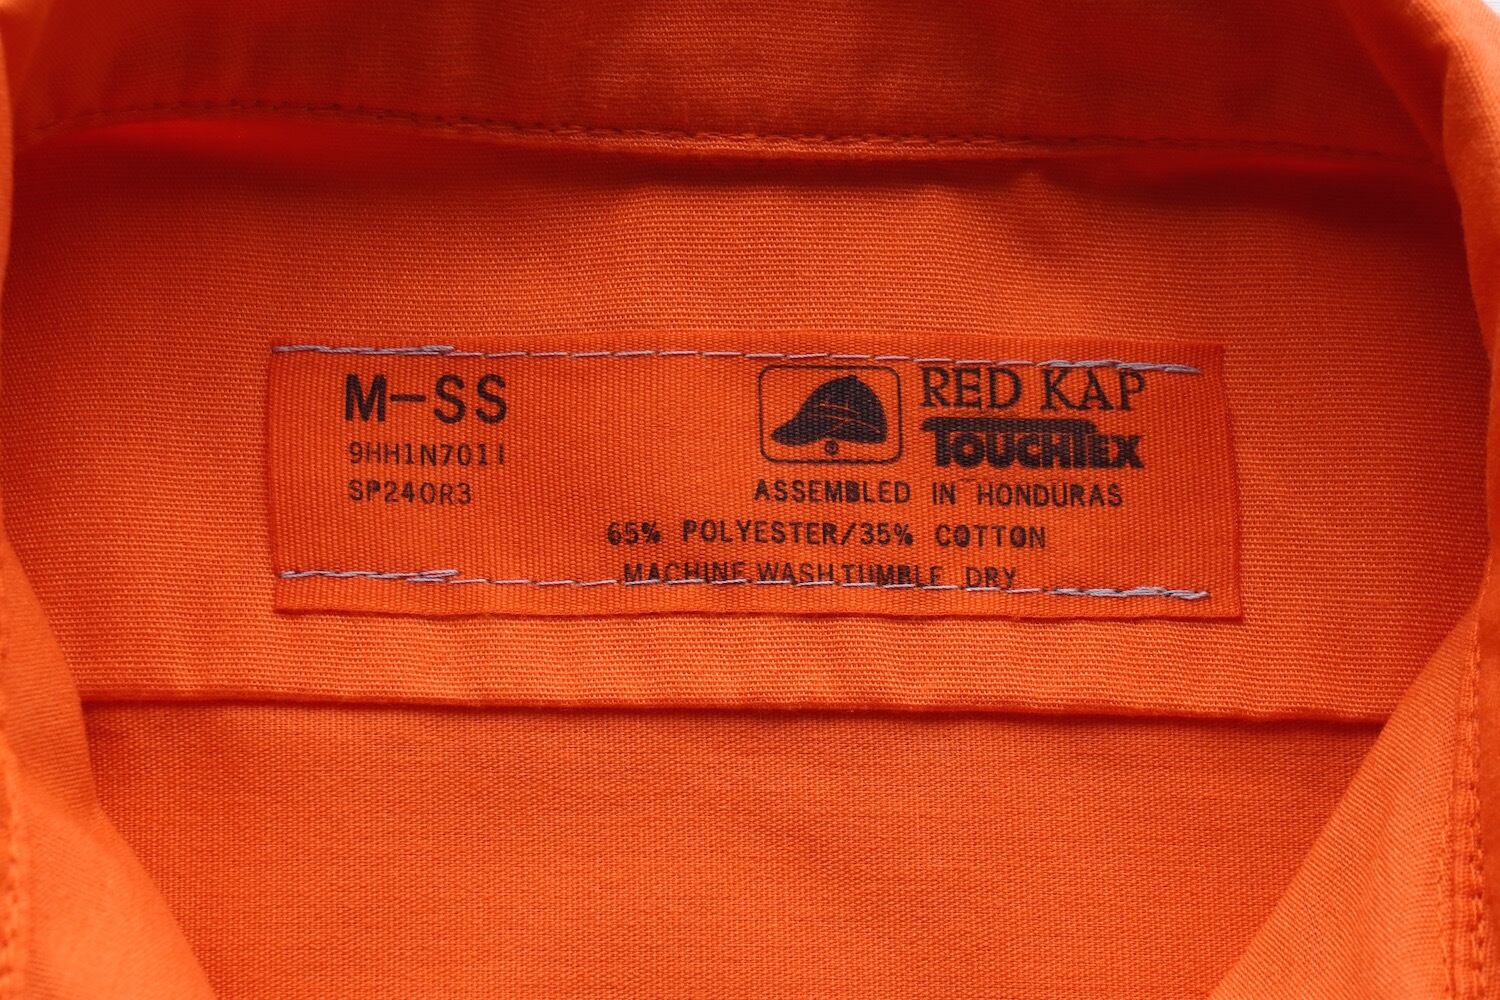 M-SS
9HH1N7011
SP240R3
RED KAP
TOUCHTEX
ASSEMBLED IN HONDURAS
65% POLYESTER/35% COTTON
MACHINE WASH TUMBLE DRY